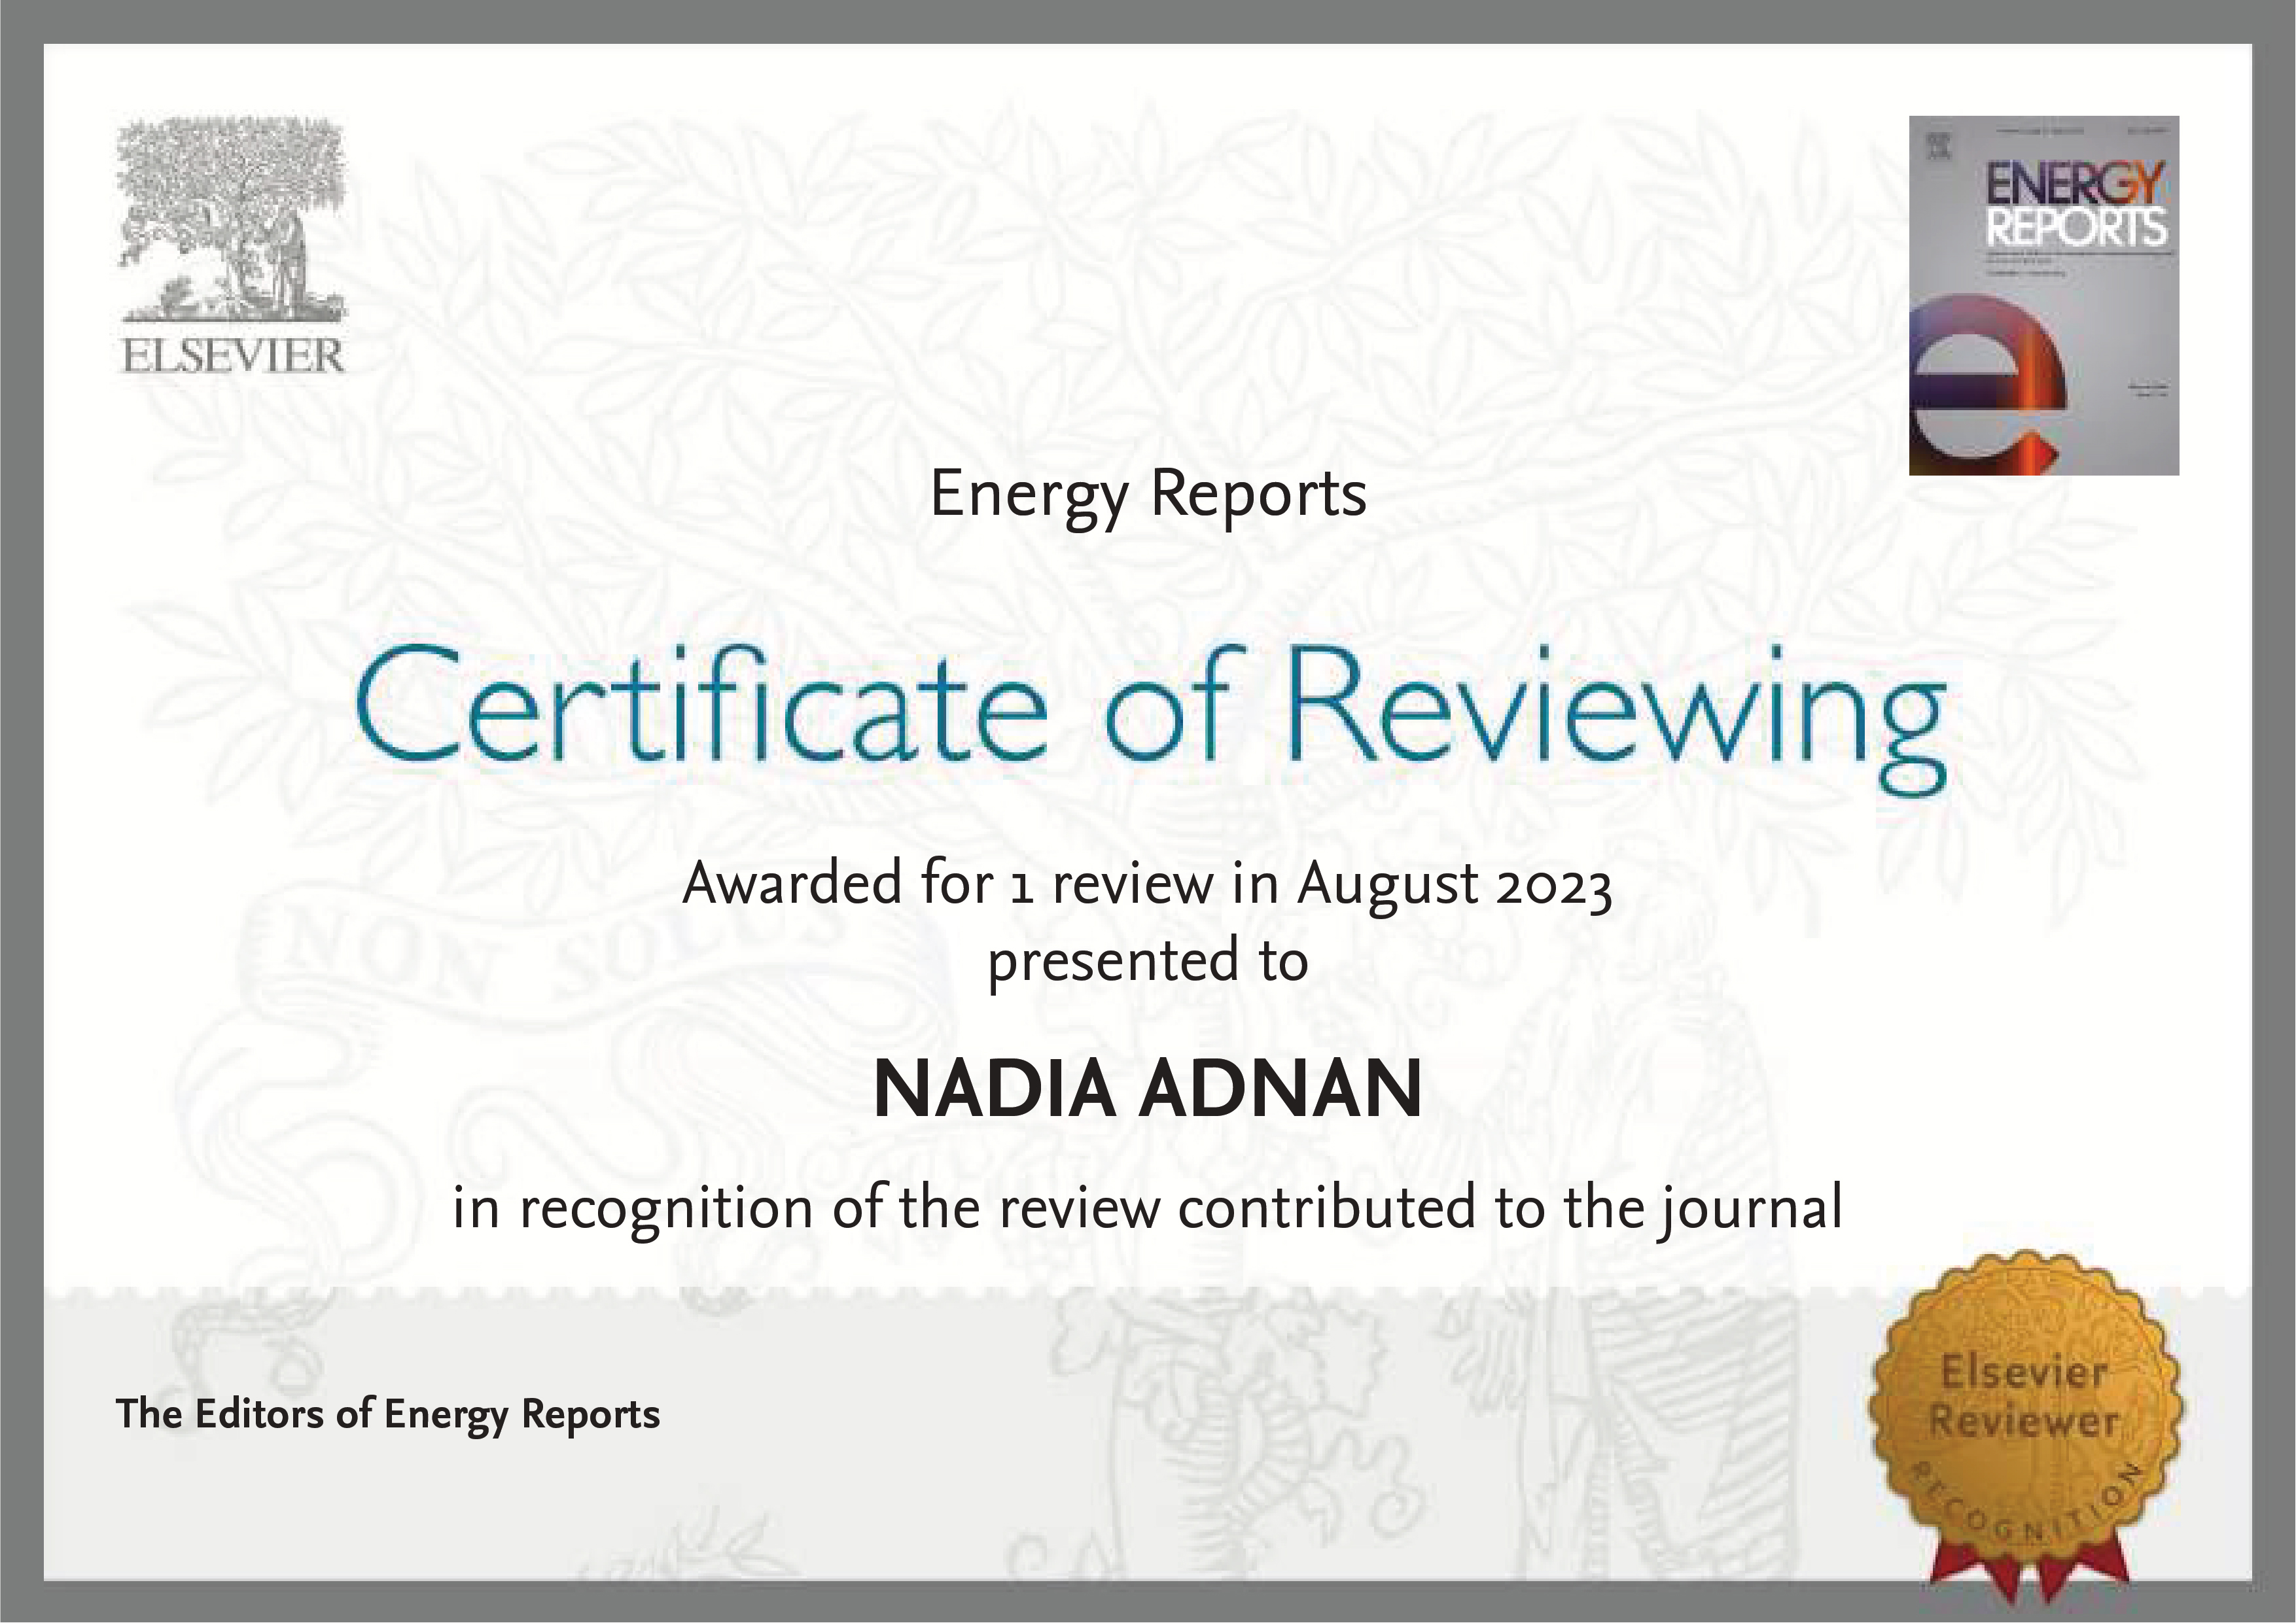 ELSEVIER
ENERGY
REPORTS
Energy Reports
Certificate of Reviewing
Awarded for 1 review in August 2023
presented to
NON SOLUS
NADIA ADNAN
in recognition of the review contributed to the journal
The Editors of Energy Reports
Elsevier
Reviewer
RECOGNITION